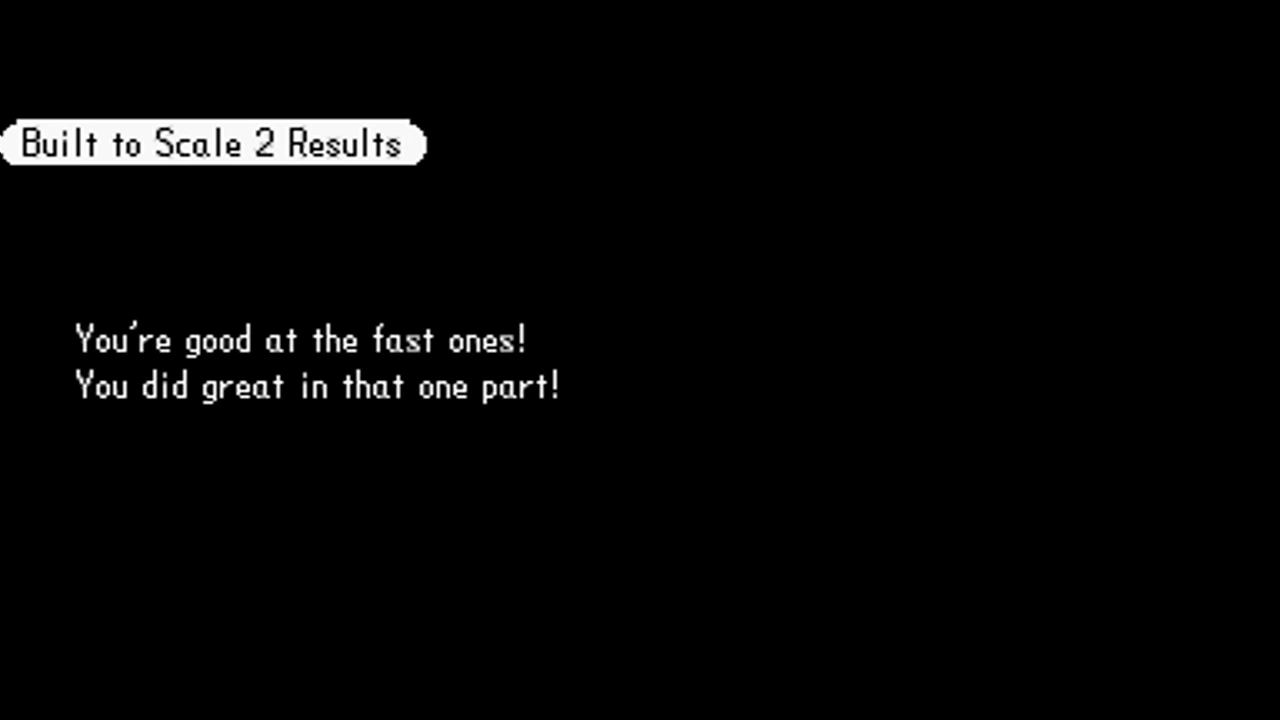 Built to Scale 2 Results
You're good at the fast ones!
You did great in that one part!